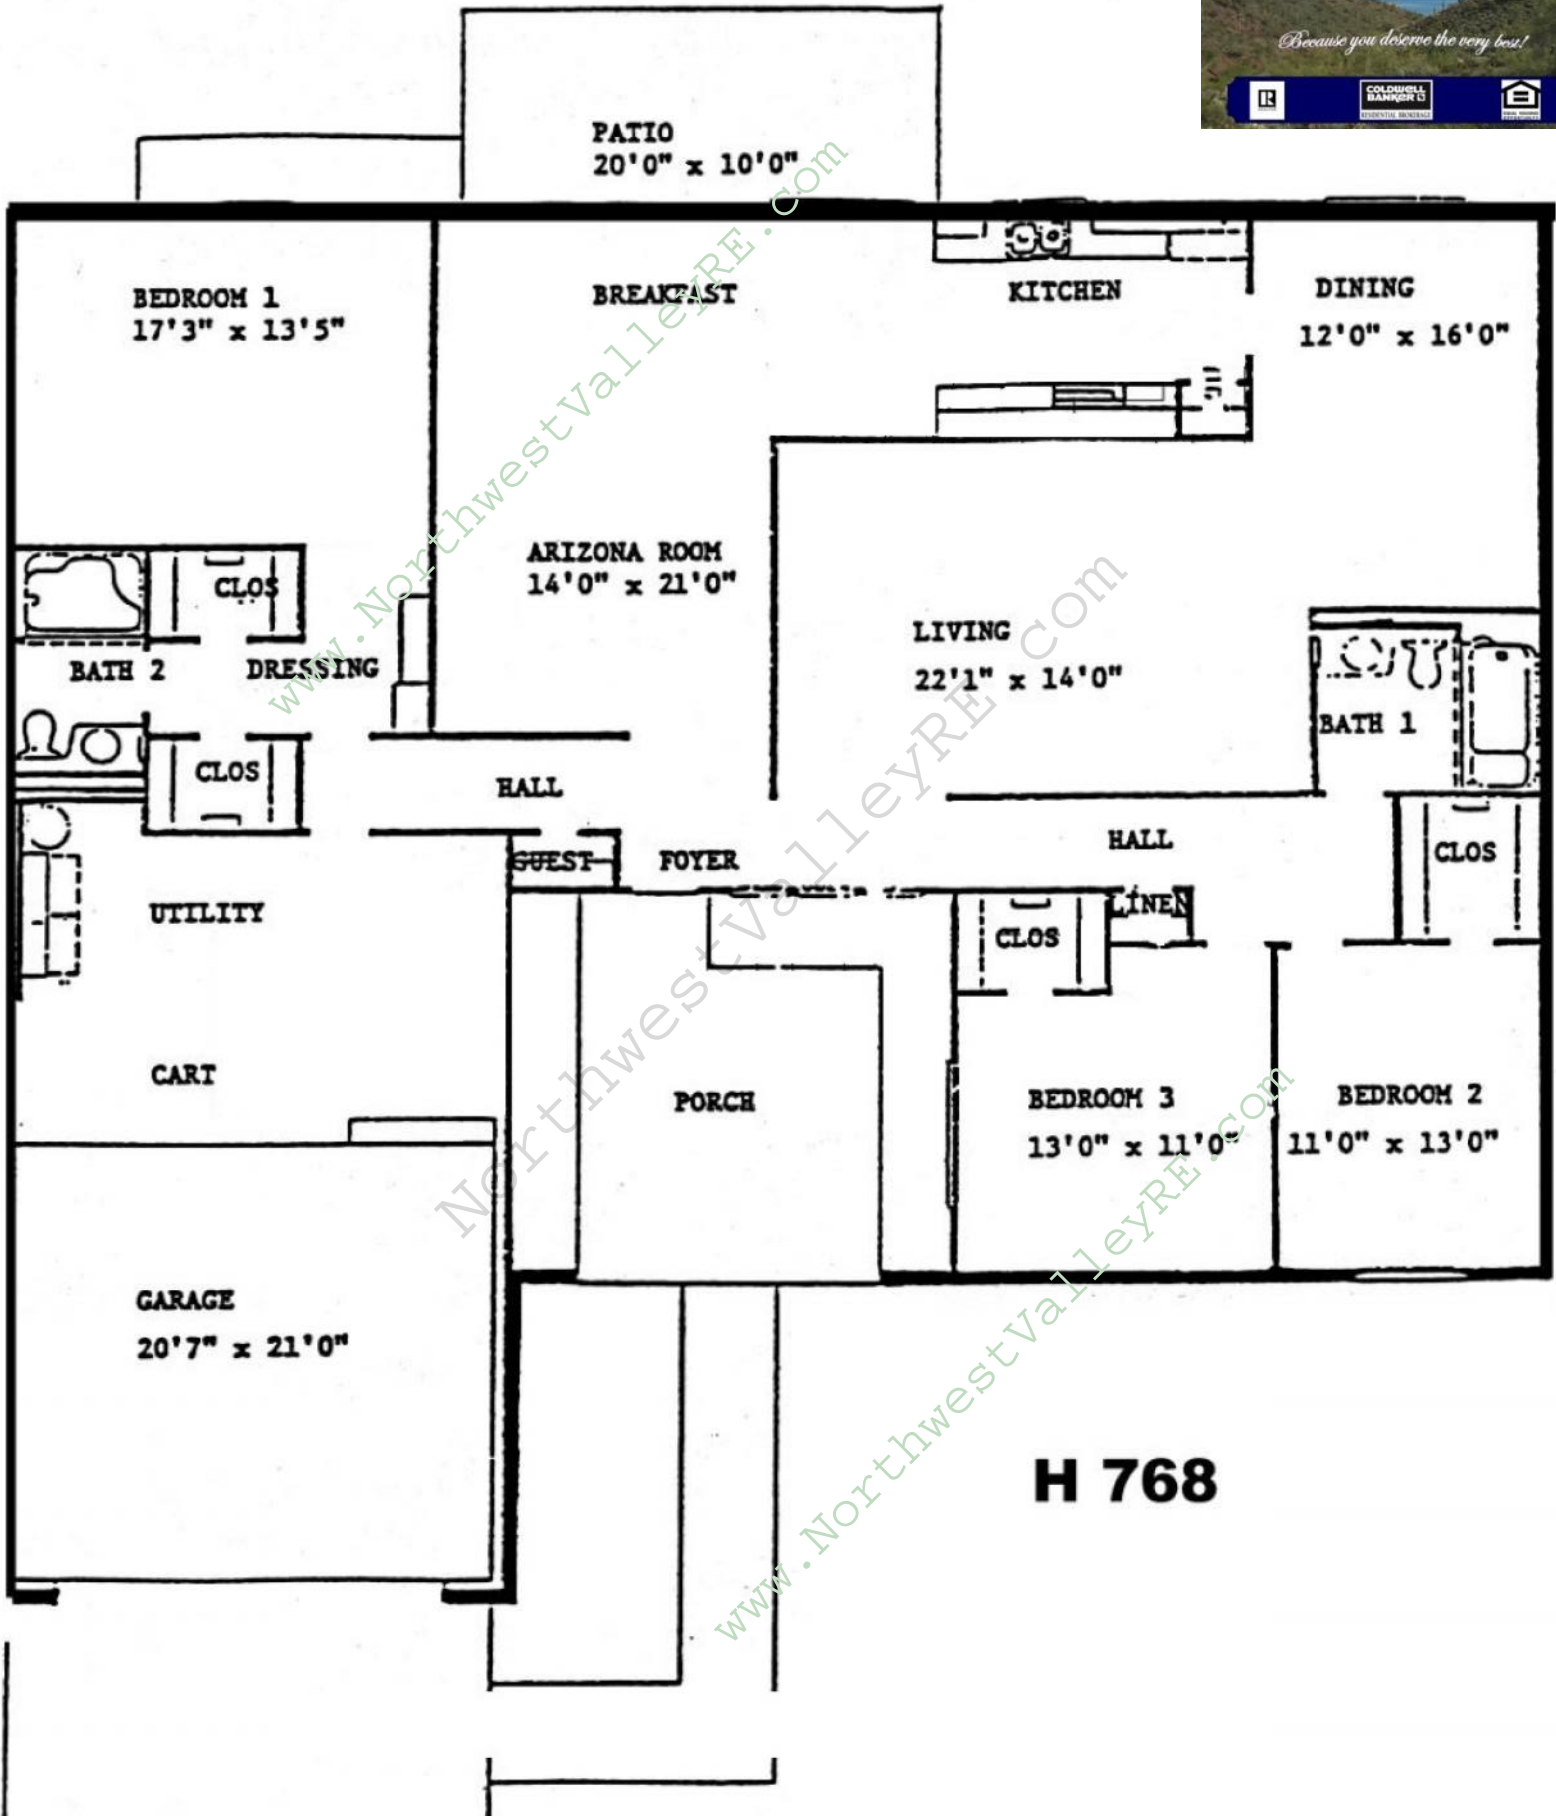 Because you deserve the very best!
COLDWELL
BANKER
RESIDENTIAL BROKERAGE
PATIO
20'0" x 10'0"
BEDROOM 1
17'3" x 13'5"
BREAKFAST
KITCHEN
DINING
12'0" x 16'0"
ARIZONA ROOM
14'0" x 21'0"
CLOS
BATH 2
DRESSING
LIVING
22'1" x 14'0"
BATH 1
CLOS
HALL
GUEST
FOYER
HALL
CLOS
UTILITY
LINEN
CLOS
CART
PORCH
BEDROOM 3
13'0" x 11'0"
BEDROOM 2
11'0" x 13'0"
GARAGE
20'7" x 21'0"
H 768
www.NorthwestValleyRE.com
NorthwestValleyRE.com
www.NorthwestValleyRE.com